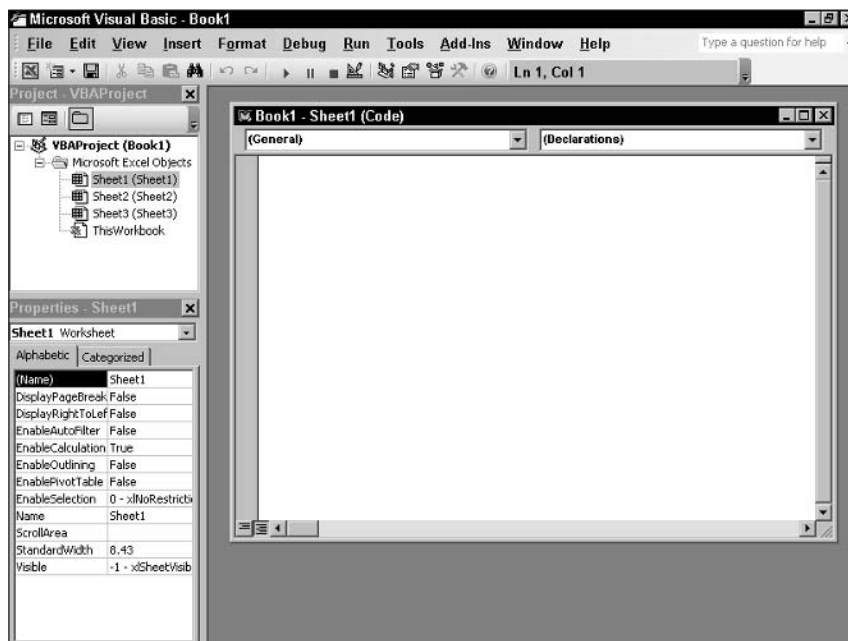 Microsoft Visual Basic - Book1
File Edit View Insert Format Debug Run Tools Add-Ins Window Help Type a question for help
Ln 1, Col 1
Project - VBAProject
VBAProject (Book1)
Microsoft Excel Objects
Sheet1 (Sheet1)
Sheet2 (Sheet2)
Sheet3 (Sheet3)
ThisWorkbook
Properties - Sheet1
Sheet1 Worksheet
Alphabetic Categorized
(Name) Sheet1
DisplayPageBreak False
DisplayRightToLef False
EnableAutoFilter False
EnableCalculation True
EnableOutlining False
EnablePivotTable False
EnableSelection 0 - xlNoRestricti
Name Sheet1
ScrollArea
StandardWidth 8.43
Visible -1 - xlSheetVisib
Book1 - Sheet1 (Code)
(General) (Declarations)